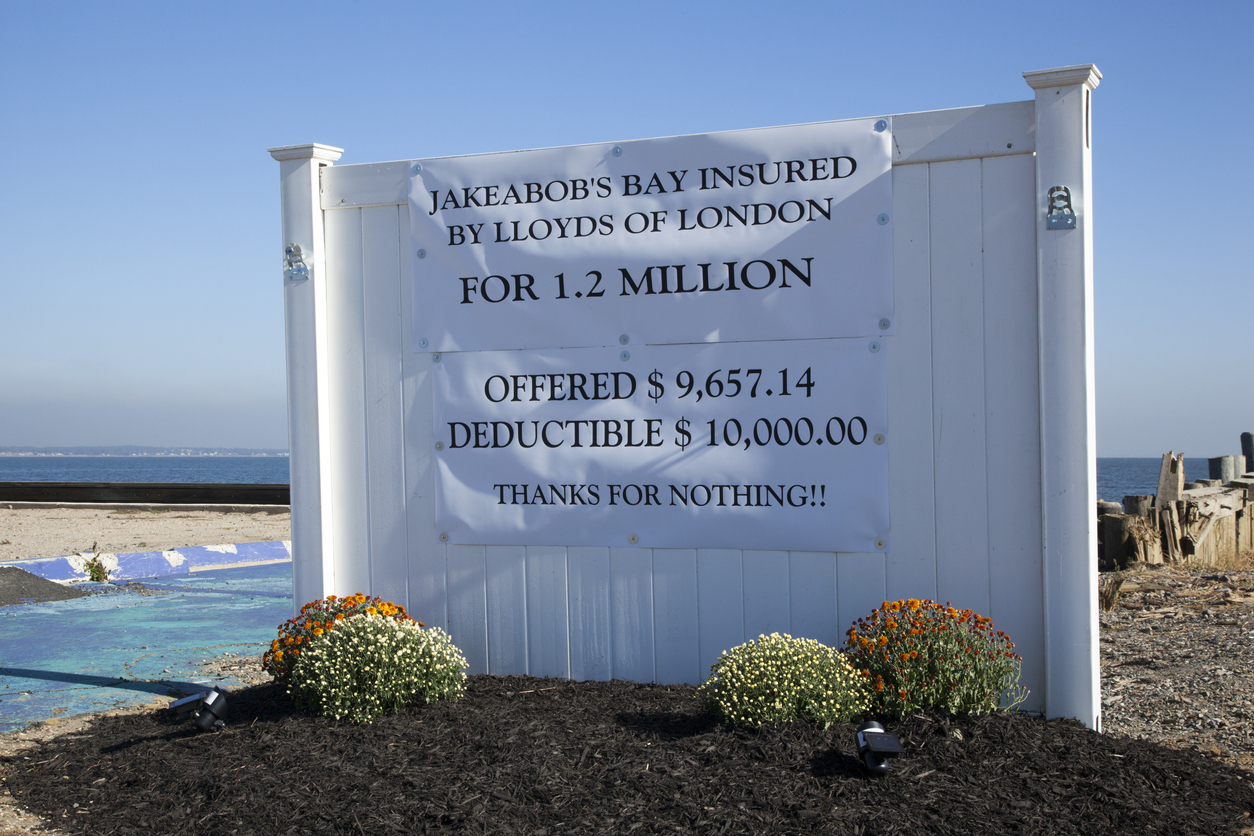 JAKEABOB'S BAY INSURED
BY LLOYDS OF LONDON
FOR 1.2 MILLION
OFFERED $ 9,657.14
DEDUCTIBLE $ 10,000.00
THANKS FOR NOTHING!!